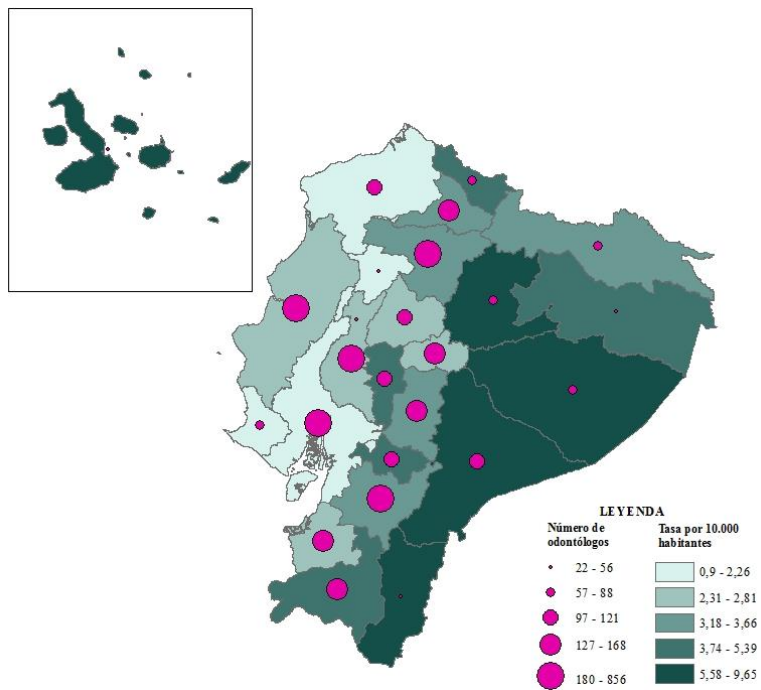 LEYENDA
Número de odontólogos
Tasa por 10.000 habitantes
22 - 56
0,9 - 2,26
57 - 88
2,31 - 2,81
97 - 121
3,18 - 3,66
127 - 168
3,74 - 5,39
180 - 856
5,58 - 9,65